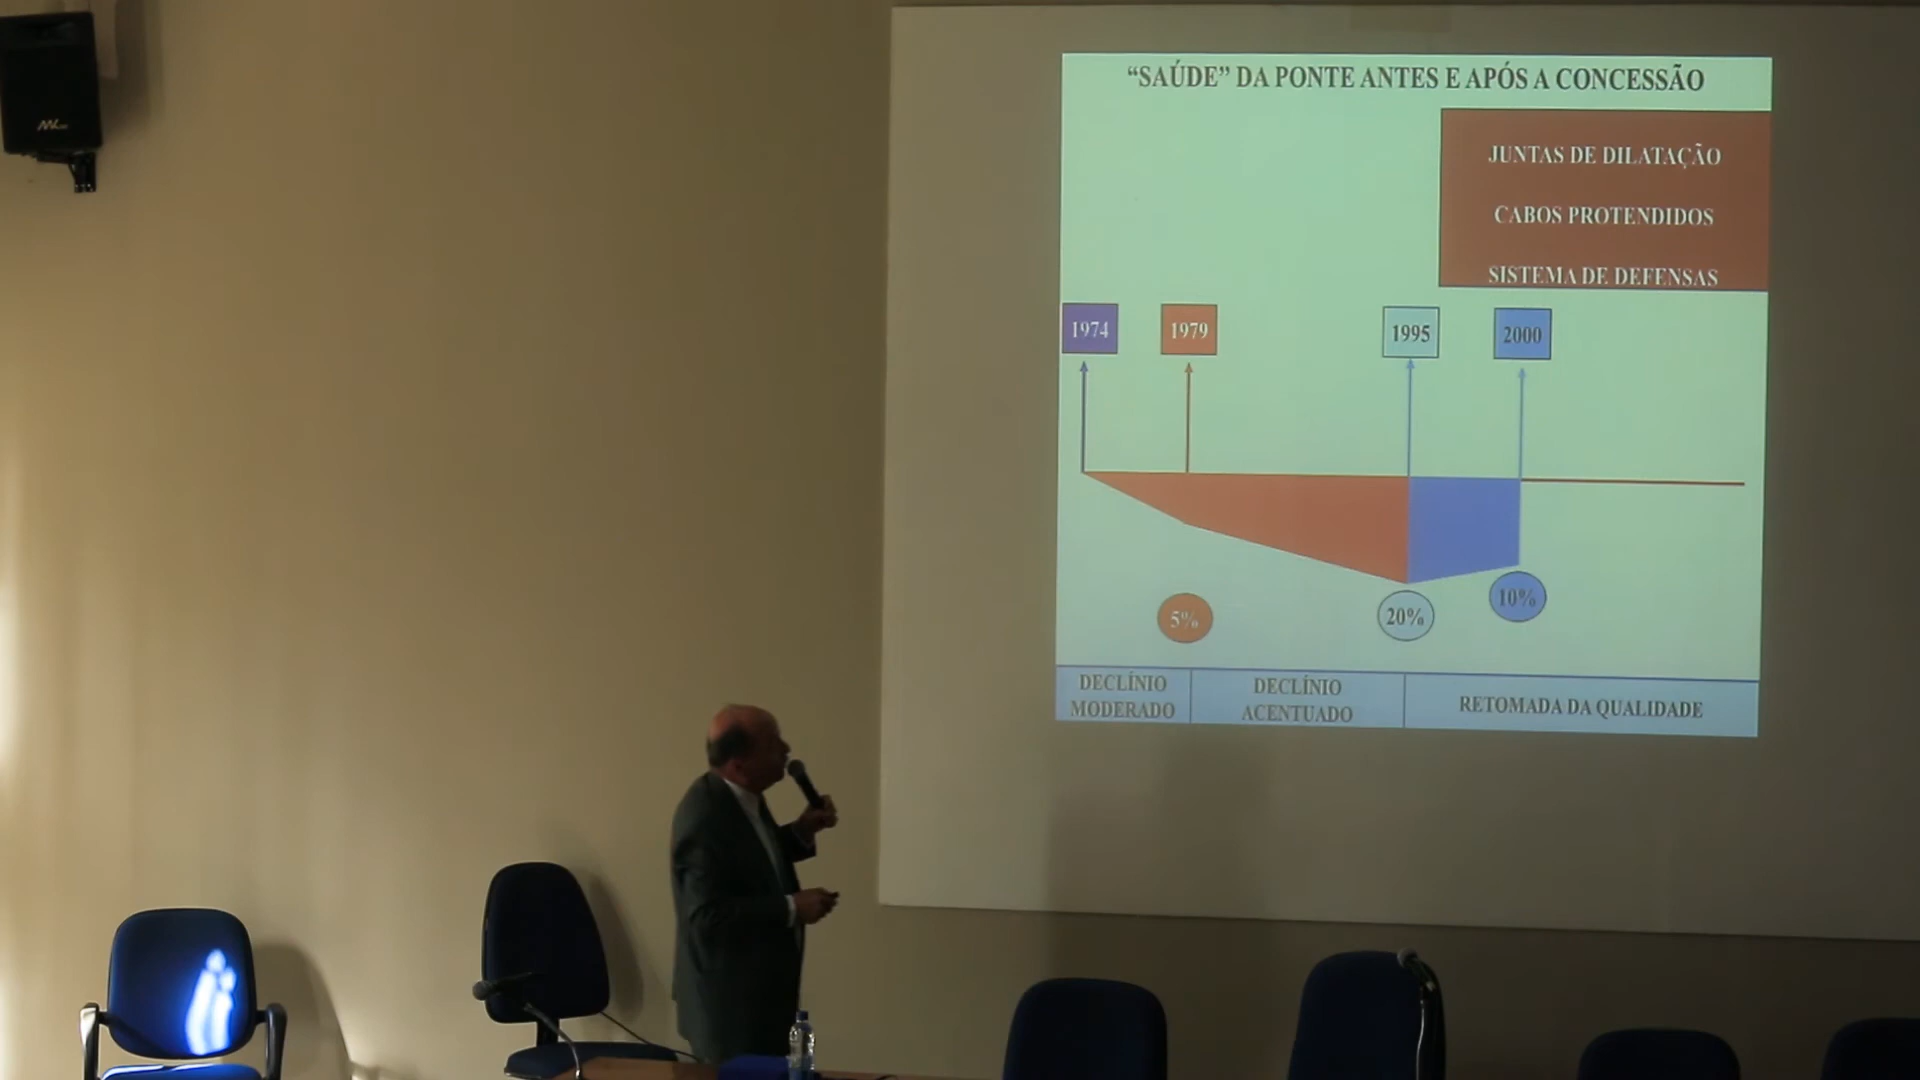 “SAÚDE” DA PONTE ANTES E APÓS A CONCESSÃO
JUNTAS DE DILATAÇÃO
CABOS PROTENDIDOS
SISTEMA DE DEFENSAS
1974
1979
1995
2000
5%
20%
10%
DECLÍNIO
MODERADO
DECLÍNIO
ACENTUADO
RETOMADA DA QUALIDADE